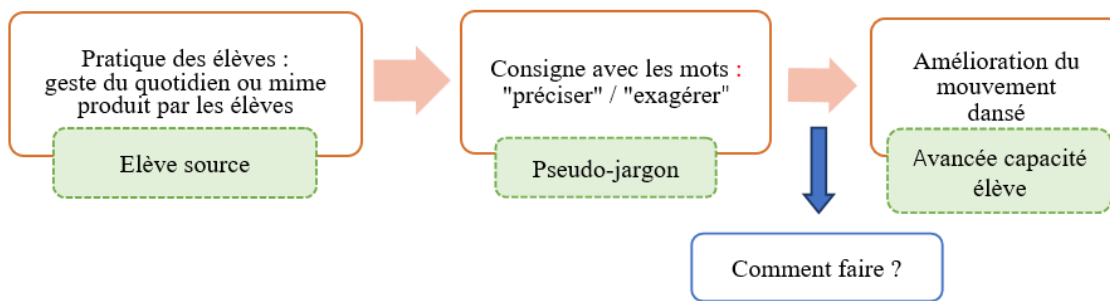 Pratique des élèves :
geste du quotidien ou mime
produit par les élèves
Elève source
Consigne avec les mots :
"préciser" / "exagérer"
Pseudo-jargon
Amélioration du
mouvement
dansé
Avancée capacité
élève
Comment faire ?